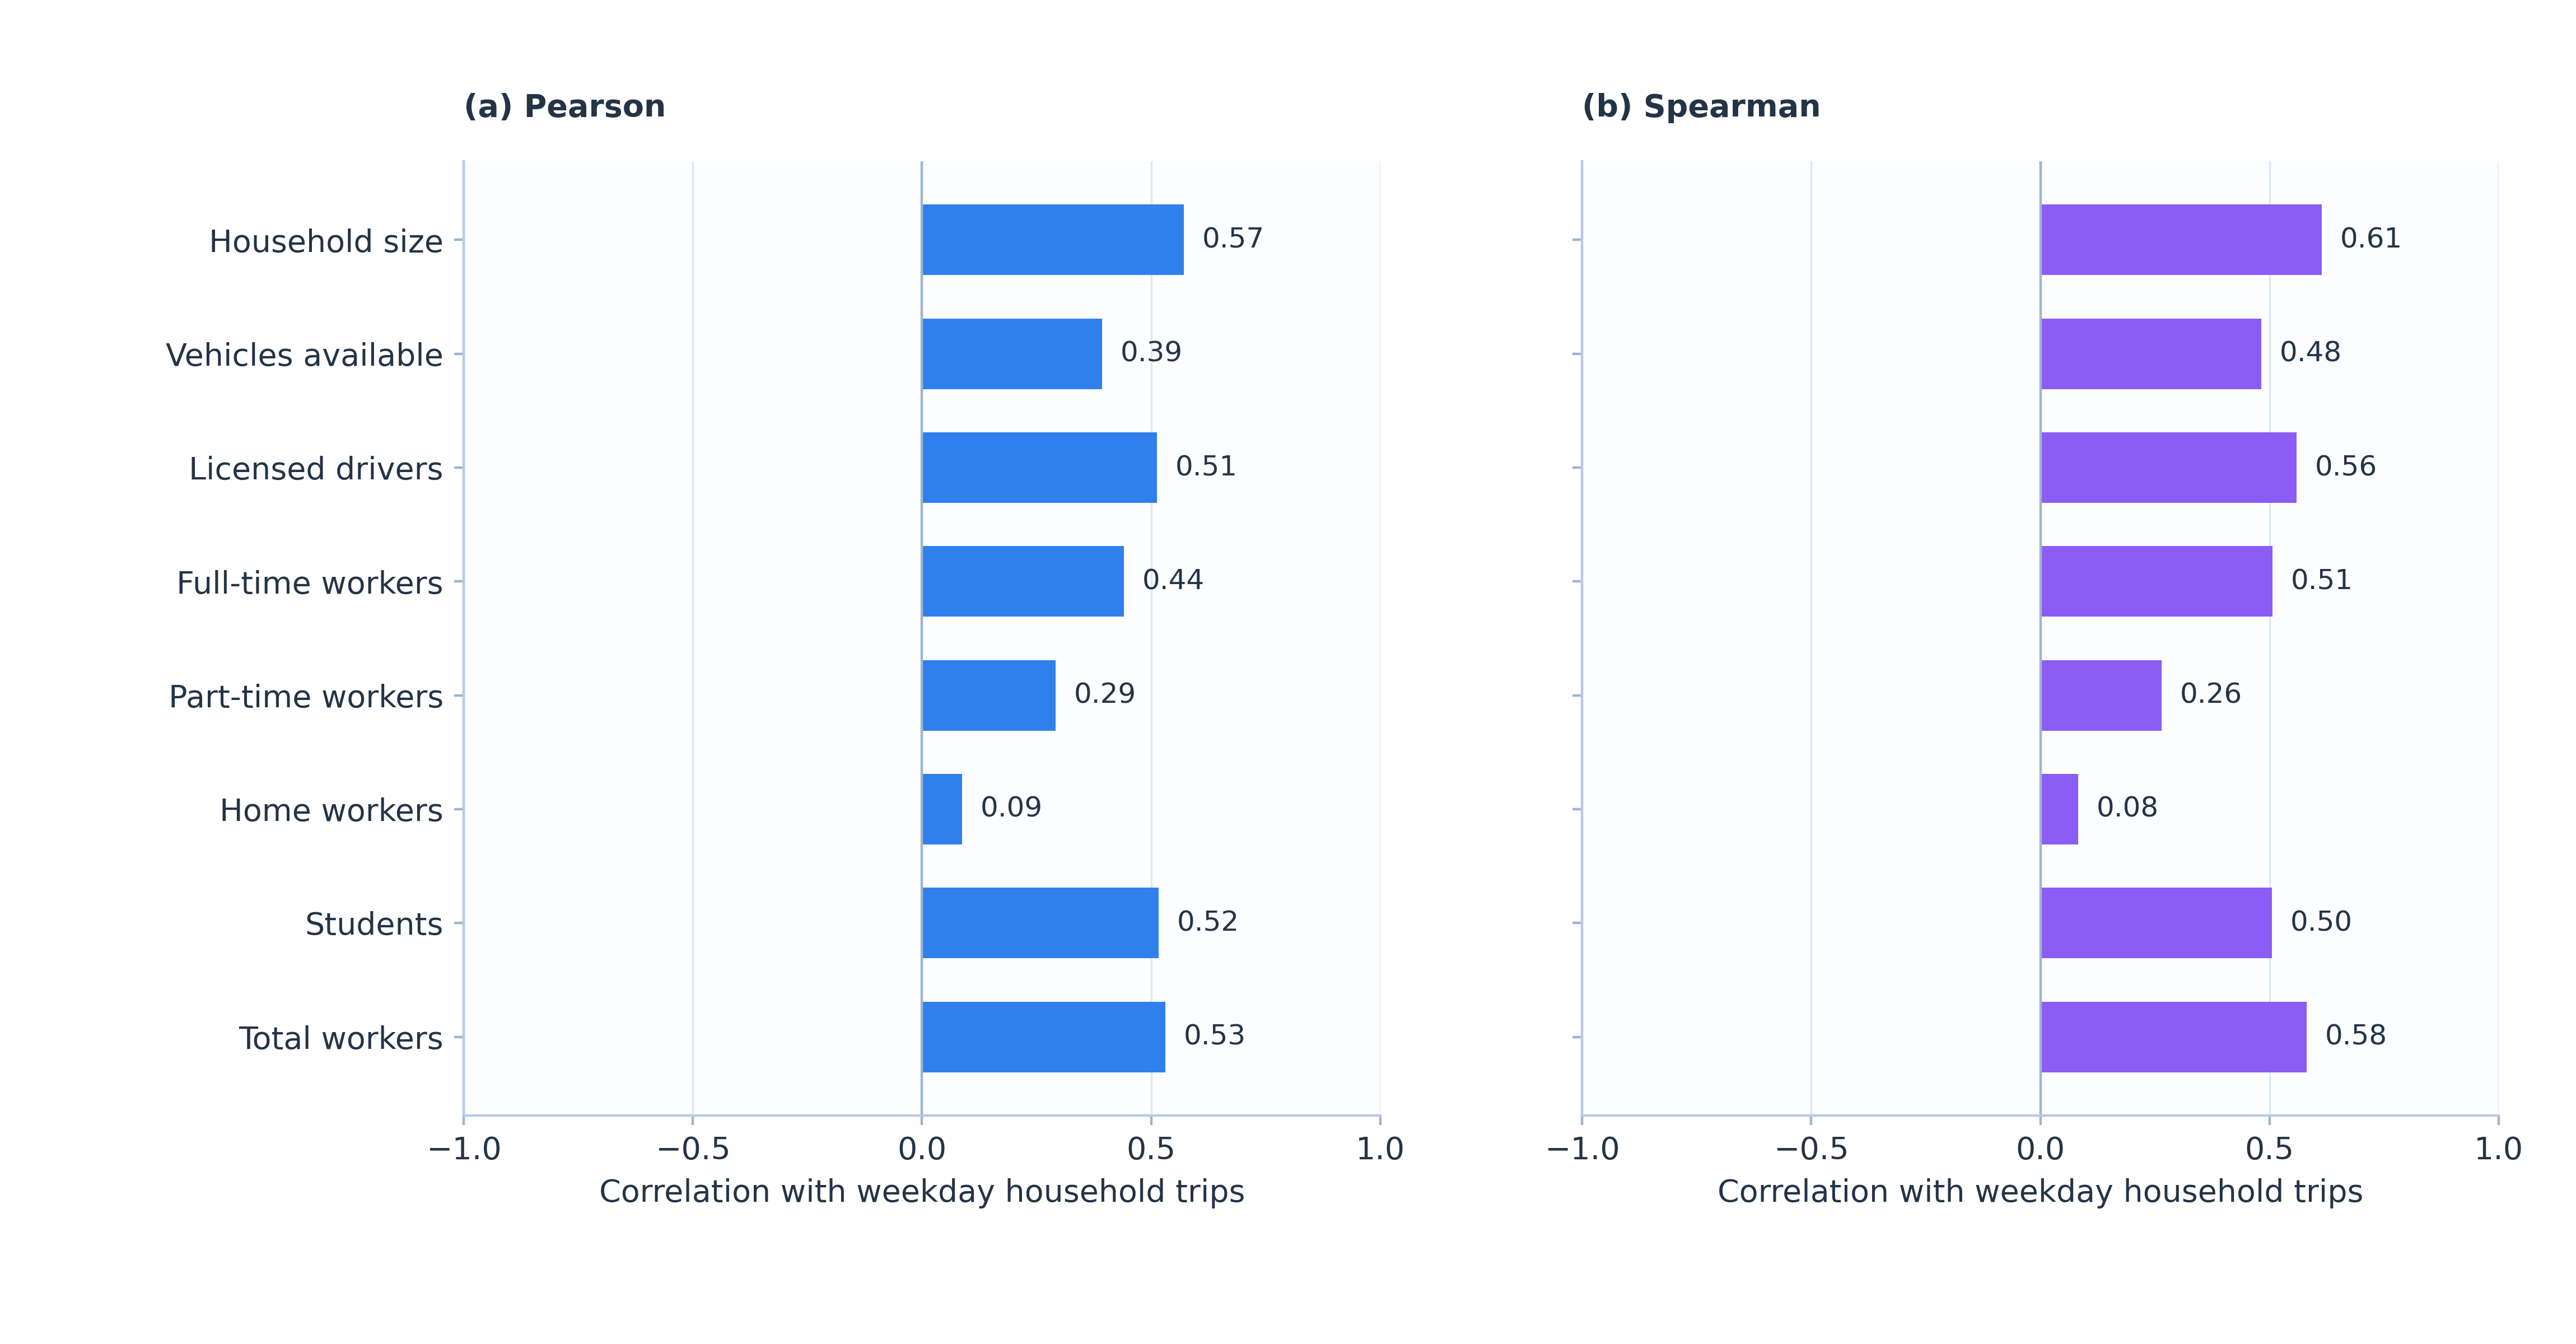 (a) Pearson
Household size 0.57
Vehicles available 0.39
Licensed drivers 0.51
Full-time workers 0.44
Part-time workers 0.29
Home workers 0.09
Students 0.52
Total workers 0.53
−1.0 −0.5 0.0 0.5 1.0
Correlation with weekday household trips
(b) Spearman
0.61
0.48
0.56
0.51
0.26
0.08
0.50
0.58
−1.0 −0.5 0.0 0.5 1.0
Correlation with weekday household trips